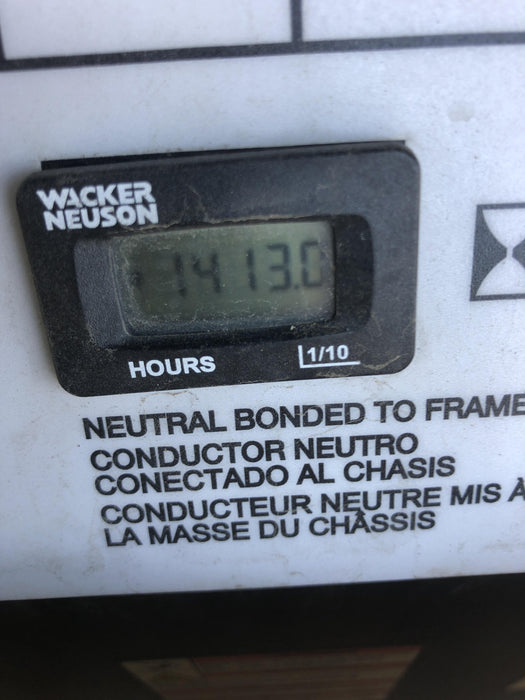 WACKER
NEUSON
1413.0
HOURS
1/10
NEUTRAL BONDED TO FRAME
CONDUCTOR NEUTRO
CONECTADO AL CHASIS
CONDUCTEUR NEUTRE MIS À
LA MASSE DU CHÂSSIS